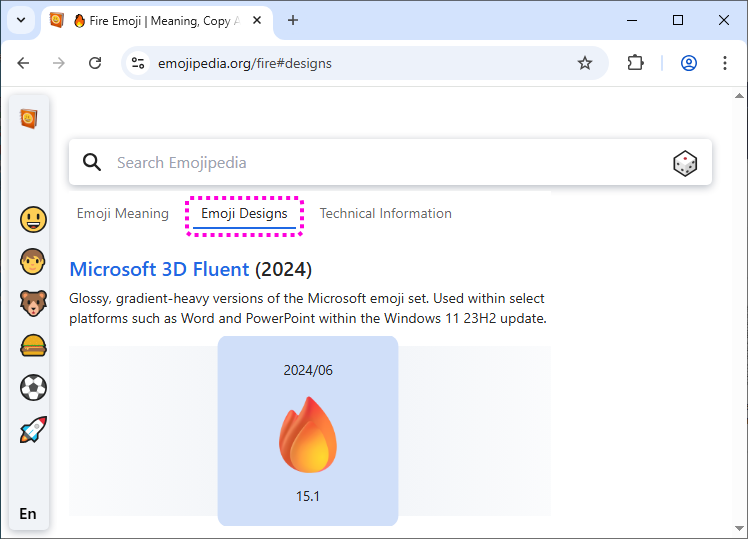 Fire Emoji | Meaning, Copy A
emojipedia.org/fire#designs
Search Emojipedia
Emoji Meaning Emoji Designs Technical Information
Microsoft 3D Fluent (2024)
Glossy, gradient-heavy versions of the Microsoft emoji set. Used within select
platforms such as Word and PowerPoint within the Windows 11 23H2 update.
2024/06
15.1
En